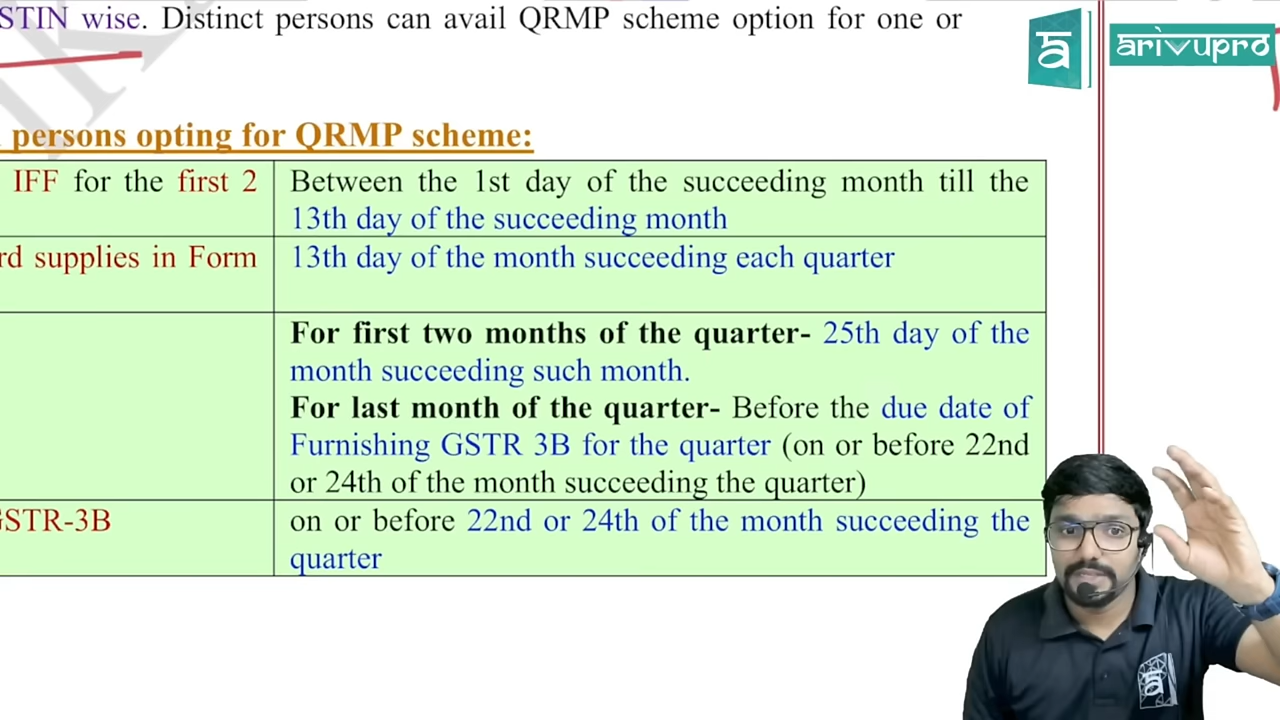 STIN wise. Distinct persons can avail QRMP scheme option for one or
ā arivupro
persons opting for QRMP scheme:
IFF for the first 2 Between the 1st day of the succeeding month till the
13th day of the succeeding month
rd supplies in Form 13th day of the month succeeding each quarter
For first two months of the quarter- 25th day of the
month succeeding such month.
For last month of the quarter- Before the due date of
Furnishing GSTR 3B for the quarter (on or before 22nd
or 24th of the month succeeding the quarter)
GSTR-3B on or before 22nd or 24th of the month succeeding the
quarter